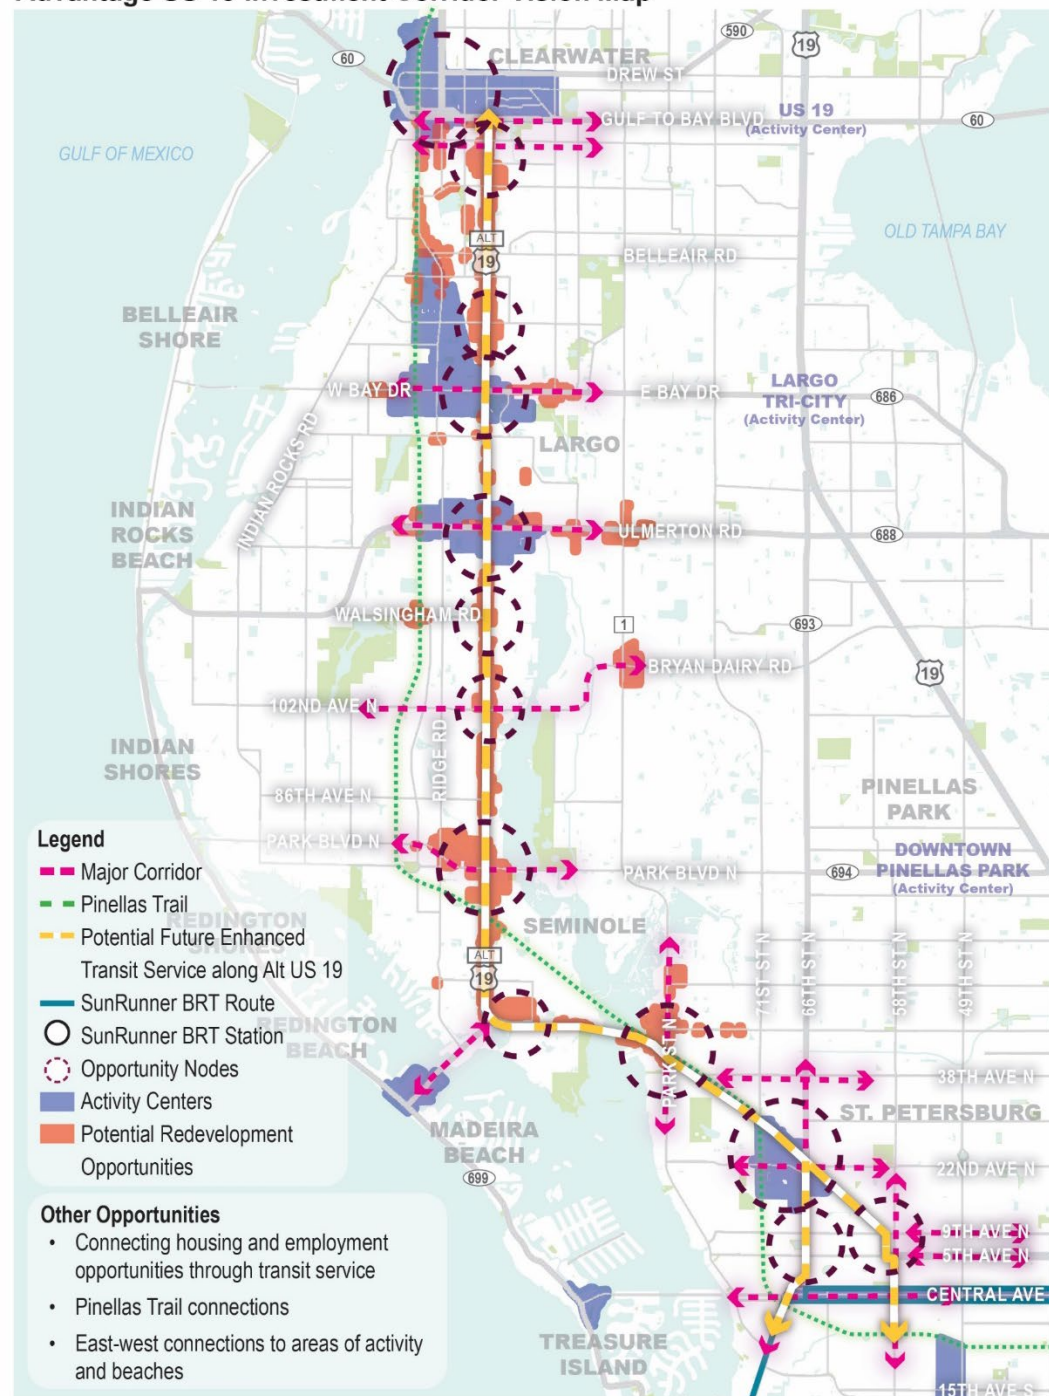 Advantage US 19 Investment Corridor Vision Map
590
19
CLEARWATER
60
DREW ST
US 19
(Activity Center)
GULF TO BAY BLVD
60
GULF OF MEXICO
OLD TAMPA BAY
ALT
19
BELLEAIR RD
BELLEAIR
SHORE
LARGO
TRI-CITY
(Activity Center)
W BAY DR
E BAY DR
686
INDIAN ROCKS RD
LARGO
INDIAN
ROCKS
BEACH
ULMERTON RD
688
WALSINGHAM RD
1
693
BRYAN DAIRY RD
19
102ND AVE N
INDIAN
SHORES
RIDGE RD
PINELLAS
PARK
86TH AVE N
PARK BLVD N
DOWNTOWN
PINELLAS PARK
(Activity Center)
PARK BLVD N
694
SEMINOLE
REDINGTON
SHORES
71ST ST N
66TH ST N
58TH ST N
49TH ST N
ALT
19
REDINGTON
BEACH
PARK ST N
38TH AVE N
ST. PETERSBURG
MADEIRA
BEACH
699
22ND AVE N
9TH AVE N
5TH AVE N
CENTRAL AVE
TREASURE
ISLAND
15TH AVE S
Legend
Major Corridor
Pinellas Trail
Potential Future Enhanced
Transit Service along Alt US 19
SunRunner BRT Route
SunRunner BRT Station
Opportunity Nodes
Activity Centers
Potential Redevelopment
Opportunities
Other Opportunities
• Connecting housing and employment
opportunities through transit service
• Pinellas Trail connections
• East-west connections to areas of activity
and beaches